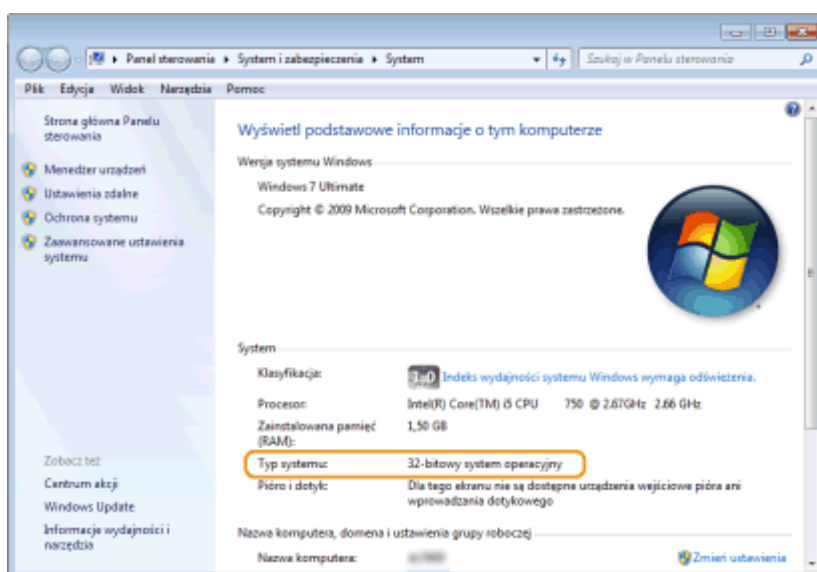 Panel sterowania ▸ System i zabezpieczenia ▸ System
Szukaj w Panelu sterowania
Plik Edycja Widok Narzędzia Pomoc
Strona główna Panelu
sterowania
Menedżer urządzeń
Ustawienia zdalne
Ochrona systemu
Zaawansowane ustawienia
systemu
Zobacz też
Centrum akcji
Windows Update
Informacje wydajności i
narzędzia
Wyświetl podstawowe informacje o tym komputerze
Wersja systemu Windows
Windows 7 Ultimate
Copyright © 2009 Microsoft Corporation. Wszelkie prawa zastrzeżone.
System
Klasyfikacja: 1,0 Indeks wydajności systemu Windows wymaga odświeżenia.
Procesor: Intel(R) Core(TM) i5 CPU 750 @ 2.67GHz 2.66 GHz
Zainstalowana pamięć 1,50 GB
(RAM):
Typ systemu: 32-bitowy system operacyjny
Pióro i dotyk: Dla tego ekranu nie są dostępne urządzenia wejściowe pióra ani
wprowadzania dotykowego
Nazwa komputera, domena i ustawienia grupy roboczej
Nazwa komputera:
Zmień ustawienia